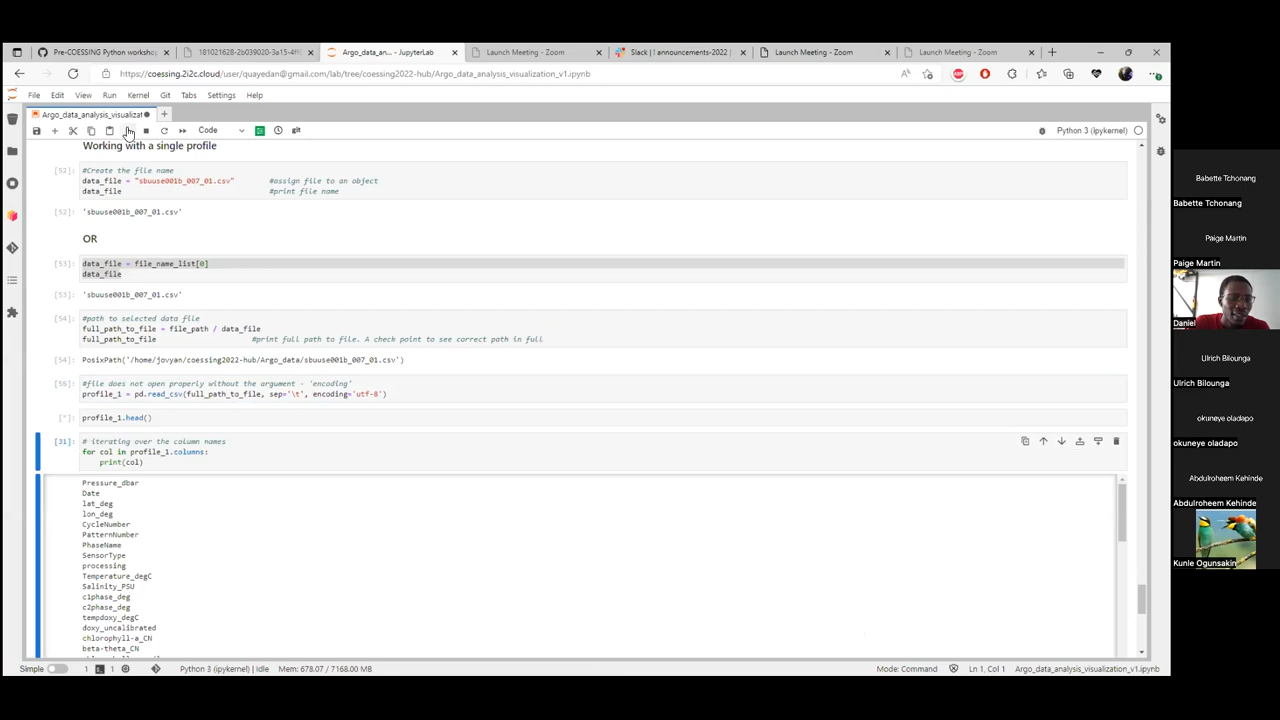 Pre-COESSING Python worksho
181021628-2b039020-3a15-4ff
Argo_data_an... - JupyterLab
Launch Meeting - Zoom
Slack | ! announcements-2022
Launch Meeting - Zoom
Launch Meeting - Zoom
https://coessing.2i2c.cloud/user/quayedan@gmail.com/lab/tree/coessing2022-hub/Argo_data_analysis_visualization_v1.ipynb
File Edit View Run Kernel Git Tabs Settings Help
Argo_data_analysis_visualizat
Code
git
Python 3 (ipykernel)
Working with a single profile
[52]: #Create the file name
data_file = "sbuuse001b_007_01.csv" #assign file to an object
data_file #print file name
[52]: 'sbuuse001b_007_01.csv'
OR
[53]: data_file = file_name_list[0]
data_file
[53]: 'sbuuse001b_007_01.csv'
[54]: #path to selected data file
full_path_to_file = file_path / data_file
full_path_to_file #print full path to file. A check point to see correct path in full
[54]: PosixPath('/home/jovyan/coessing2022-hub/Argo_data/sbuuse001b_007_01.csv')
[56]: #file does not open properly without the argument - 'encoding'
profile_1 = pd.read_csv(full_path_to_file, sep='\t', encoding='utf-8')
[*]: profile_1.head()
[31]: # iterating over the column names
for col in profile_1.columns:
print(col)
Pressure_dbar
Date
lat_deg
lon_deg
CycleNumber
PatternNumber
PhaseName
SensorType
processing
Temperature_degC
Salinity_PSU
c1phase_deg
c2phase_deg
tempdoxy_degC
doxy_uncalibrated
chlorophyll-a_CN
beta-theta_CN
Simple 1 1 Python 3 (ipykernel) | Idle Mem: 678.07 / 7168.00 MB Mode: Command Ln 1, Col 1 Argo_data_analysis_visualization_v1.ipynb
Babette Tchonang
Babette Tchonang
Paige Martin
Paige Martin
Daniel
Ulrich Bilounga
Ulrich Bilounga
okuneye oladapo
okuneye oladapo
Abdulroheem Kehinde
Abdulroheem Kehinde
Kunle Ogunsakin